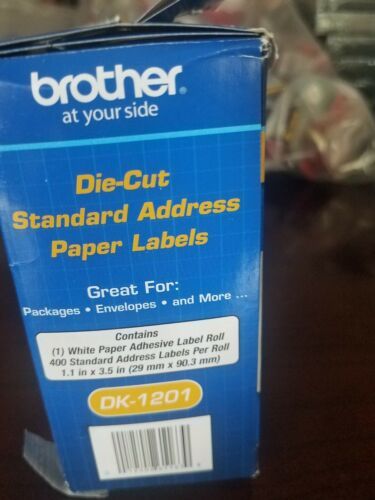 brother
at your side
Die-Cut
Standard Address
Paper Labels
Great For:
Packages • Envelopes • and More ...
Contains
(1) White Paper Adhesive Label Roll
400 Standard Address Labels Per Roll
1.1 in x 3.5 in (29 mm x 90.3 mm)
DK-1201